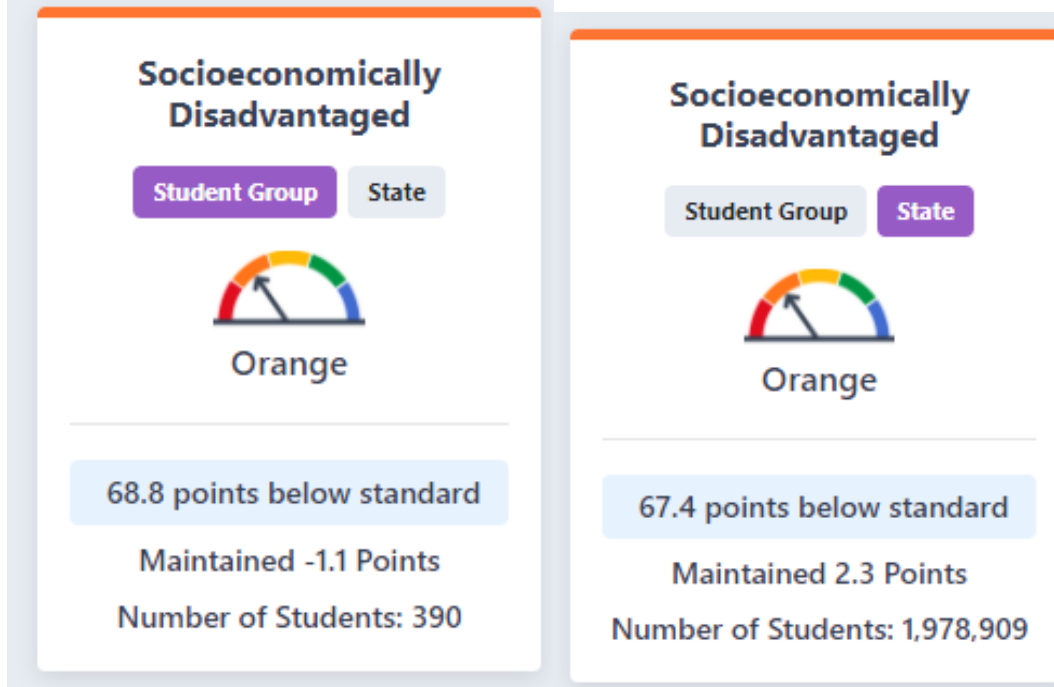 Socioeconomically
Disadvantaged
Student Group State
Orange
68.8 points below standard
Maintained -1.1 Points
Number of Students: 390
Socioeconomically
Disadvantaged
Student Group State
Orange
67.4 points below standard
Maintained 2.3 Points
Number of Students: 1,978,909